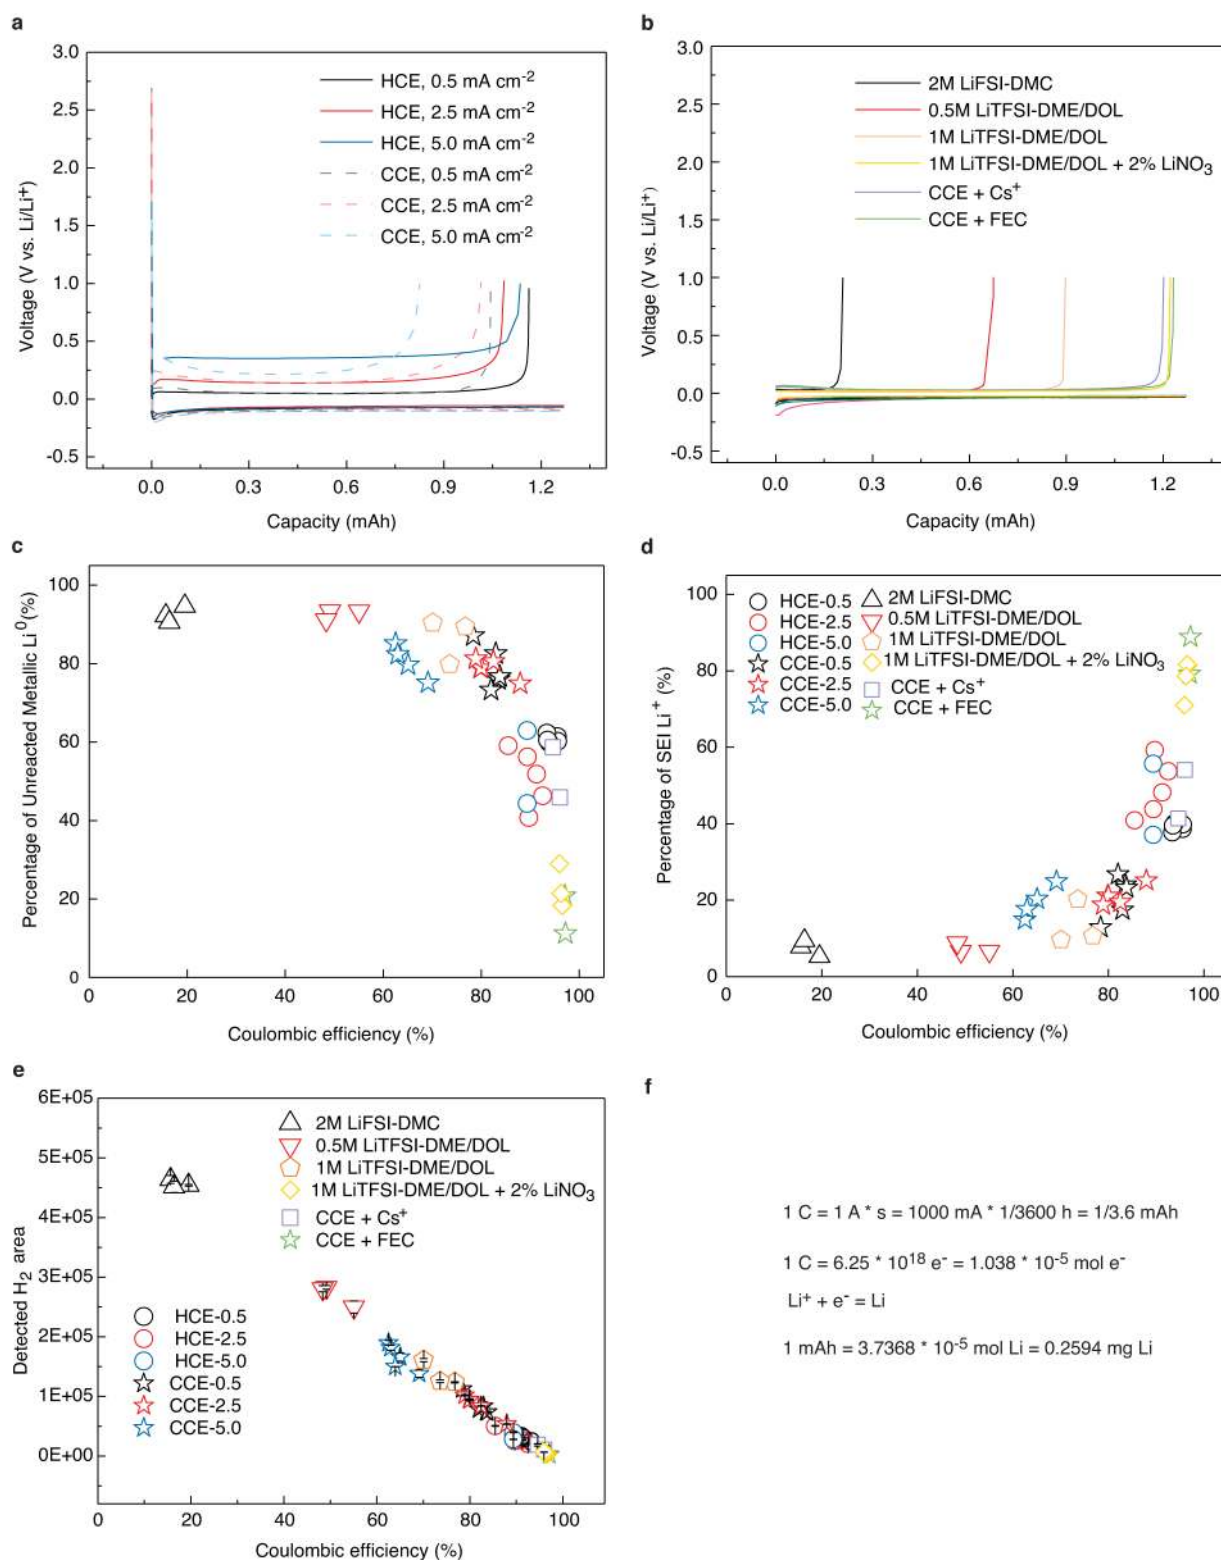 a
3.0
2.5
2.0
1.5
1.0
0.5
0.0
-0.5
Voltage (V vs. Li/Li⁺)
HCE, 0.5 mA cm⁻²
HCE, 2.5 mA cm⁻²
HCE, 5.0 mA cm⁻²
CCE, 0.5 mA cm⁻²
CCE, 2.5 mA cm⁻²
CCE, 5.0 mA cm⁻²
0.0 0.3 0.6 0.9 1.2
Capacity (mAh)
b
3.0
2.5
2.0
1.5
1.0
0.5
0.0
-0.5
Voltage (V vs. Li/Li⁺)
2M LiFSI-DMC
0.5M LiTFSI-DME/DOL
1M LiTFSI-DME/DOL
1M LiTFSI-DME/DOL + 2% LiNO₃
CCE + Cs⁺
CCE + FEC
0.0 0.3 0.6 0.9 1.2
Capacity (mAh)
c
100
80
60
40
20
0
Percentage of Unreacted Metallic Li⁰(%)
0 20 40 60 80 100
Coulombic efficiency (%)
d
100
80
60
40
20
0
Percentage of SEI Li⁺ (%)
HCE-0.5
HCE-2.5
HCE-5.0
CCE-0.5
CCE-2.5
CCE-5.0
2M LiFSI-DMC
0.5M LiTFSI-DME/DOL
1M LiTFSI-DME/DOL
1M LiTFSI-DME/DOL + 2% LiNO₃
CCE + Cs⁺
CCE + FEC
0 20 40 60 80 100
Coulombic efficiency (%)
e
6E+05
5E+05
4E+05
3E+05
2E+05
1E+05
0E+00
Detected H₂ area
2M LiFSI-DMC
0.5M LiTFSI-DME/DOL
1M LiTFSI-DME/DOL
1M LiTFSI-DME/DOL + 2% LiNO₃
CCE + Cs⁺
CCE + FEC
HCE-0.5
HCE-2.5
HCE-5.0
CCE-0.5
CCE-2.5
CCE-5.0
0 20 40 60 80 100
Coulombic efficiency (%)
f
1 C = 1 A * s = 1000 mA * 1/3600 h = 1/3.6 mAh
1 C = 6.25 * 10¹⁸ e⁻ = 1.038 * 10⁻⁵ mol e⁻
Li⁺ + e⁻ = Li
1 mAh = 3.7368 * 10⁻⁵ mol Li = 0.2594 mg Li